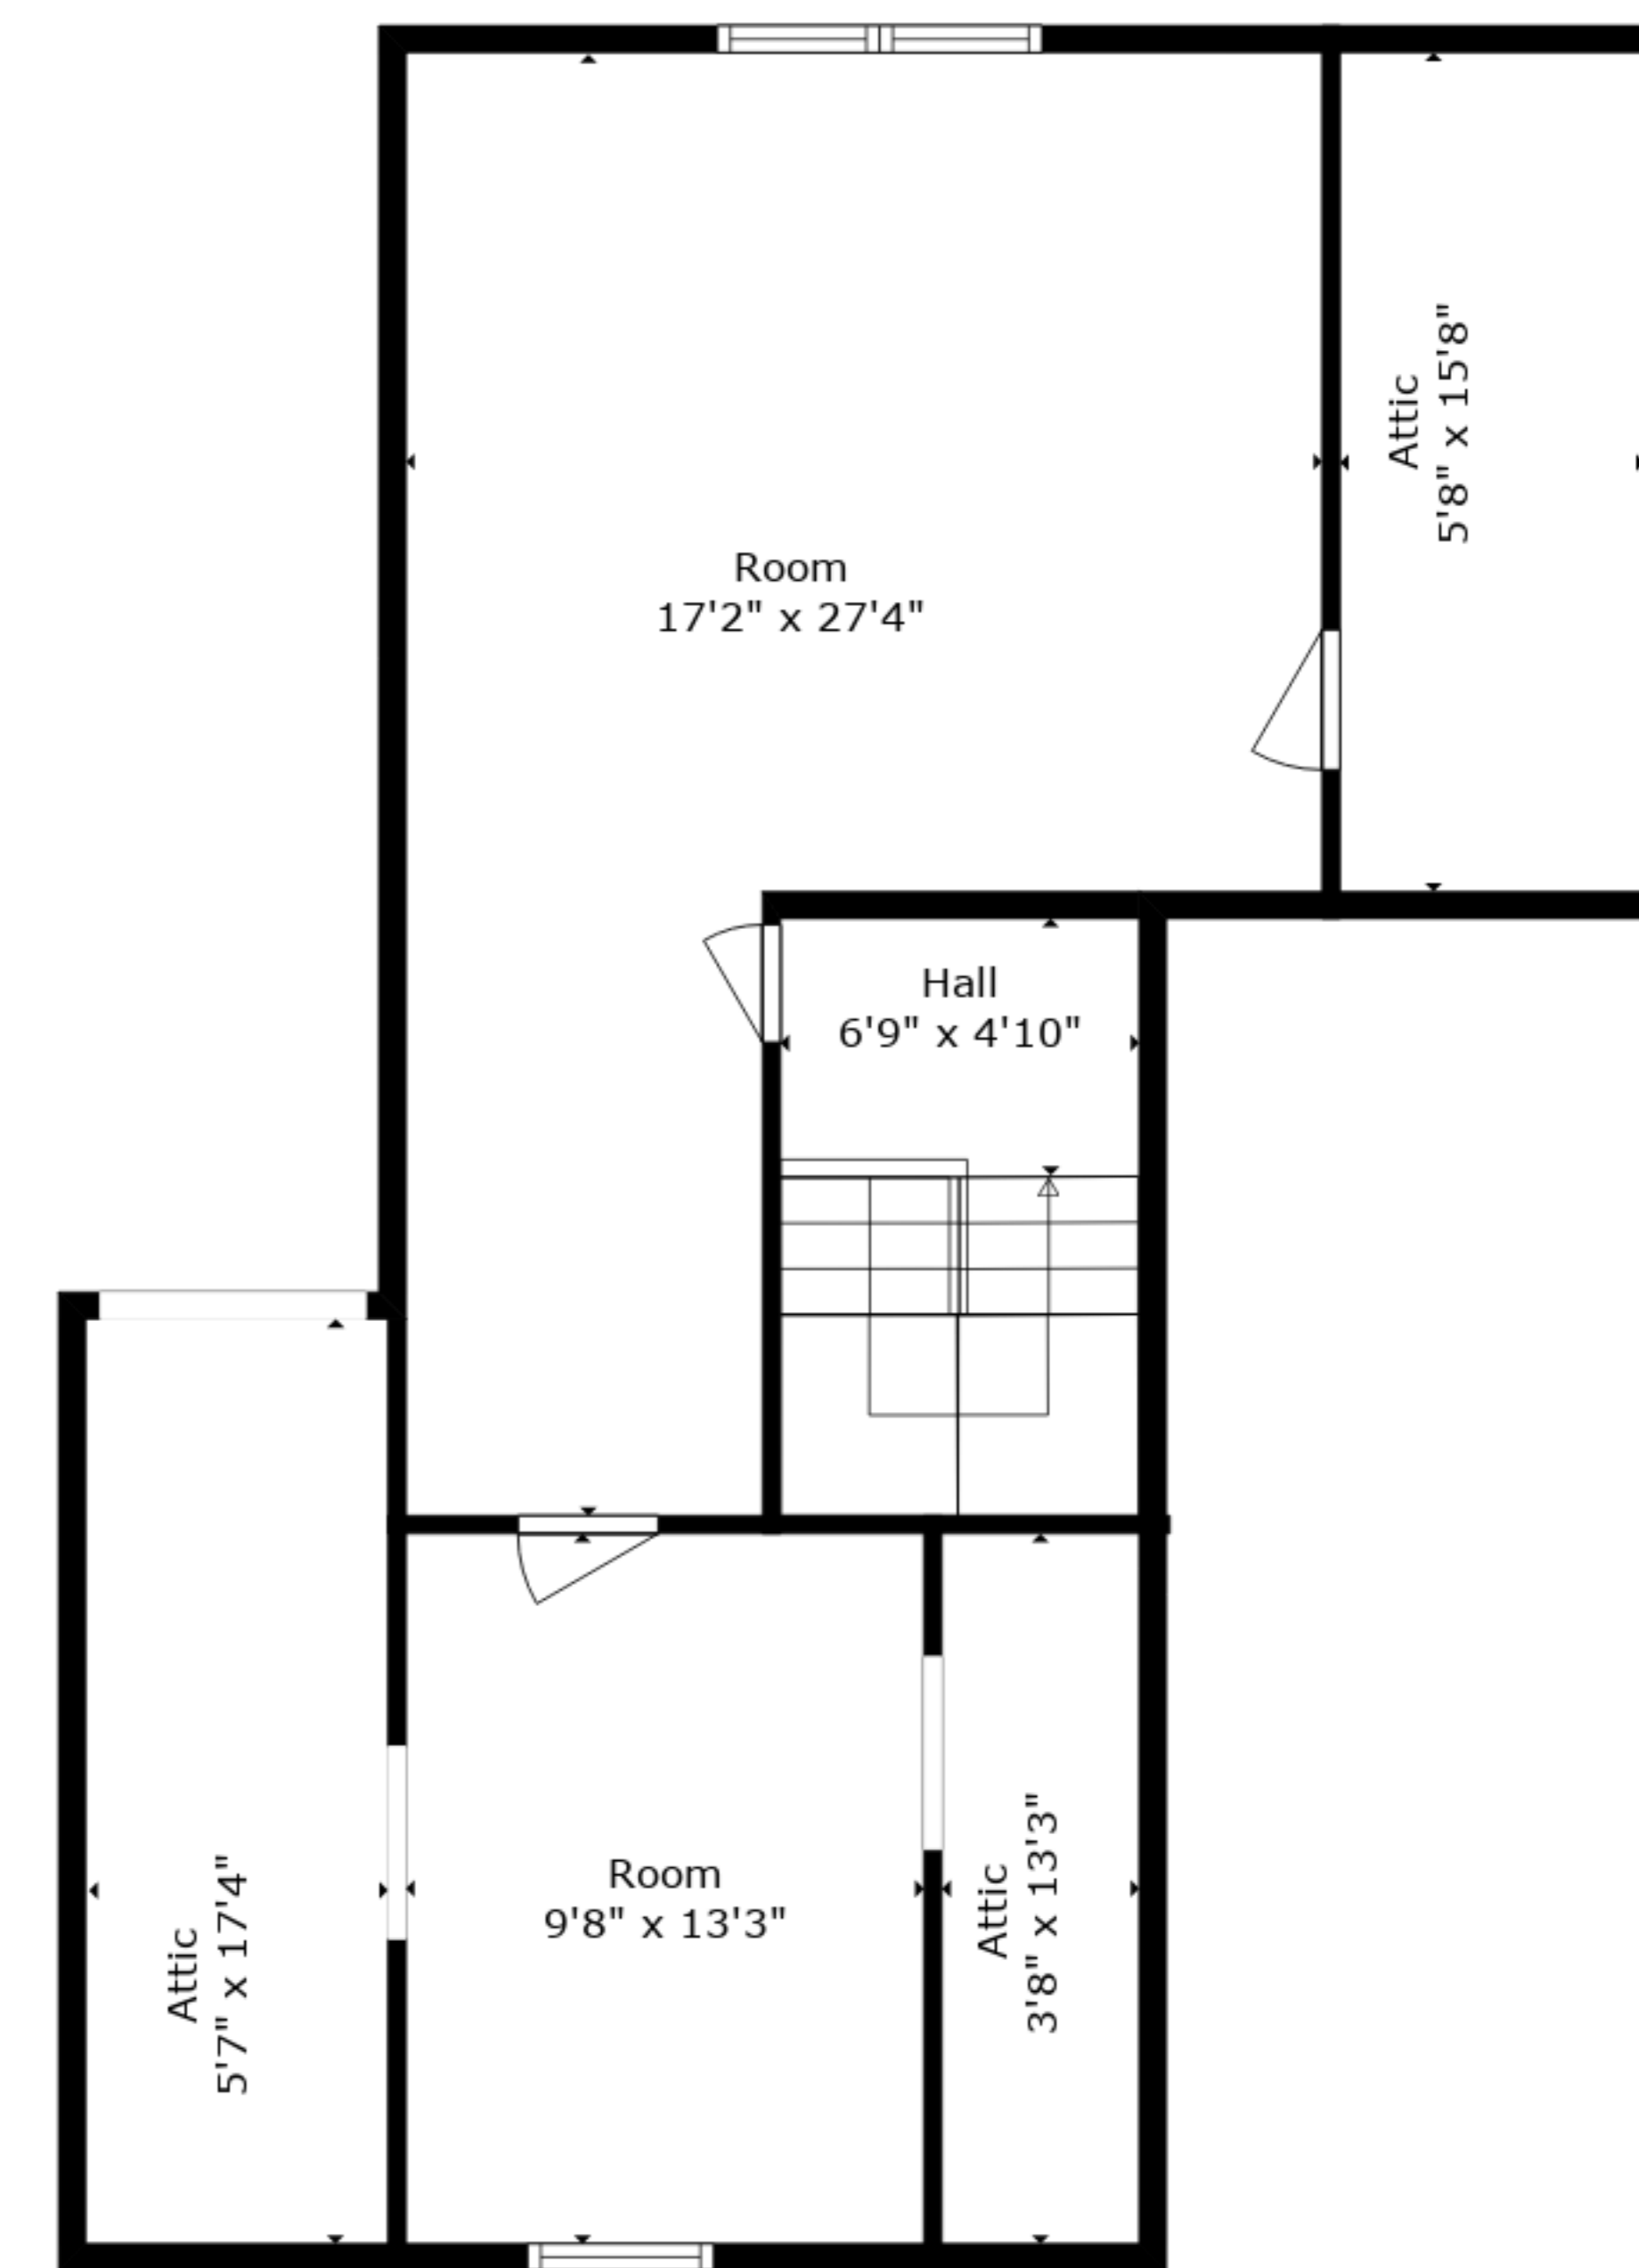 Attic
5'8" x 15'8"
Room
17'2" x 27'4"
Hall
6'9" x 4'10"
Room
9'8" x 13'3"
Attic
3'8" x 13'3"
Attic
5'7" x 17'4"